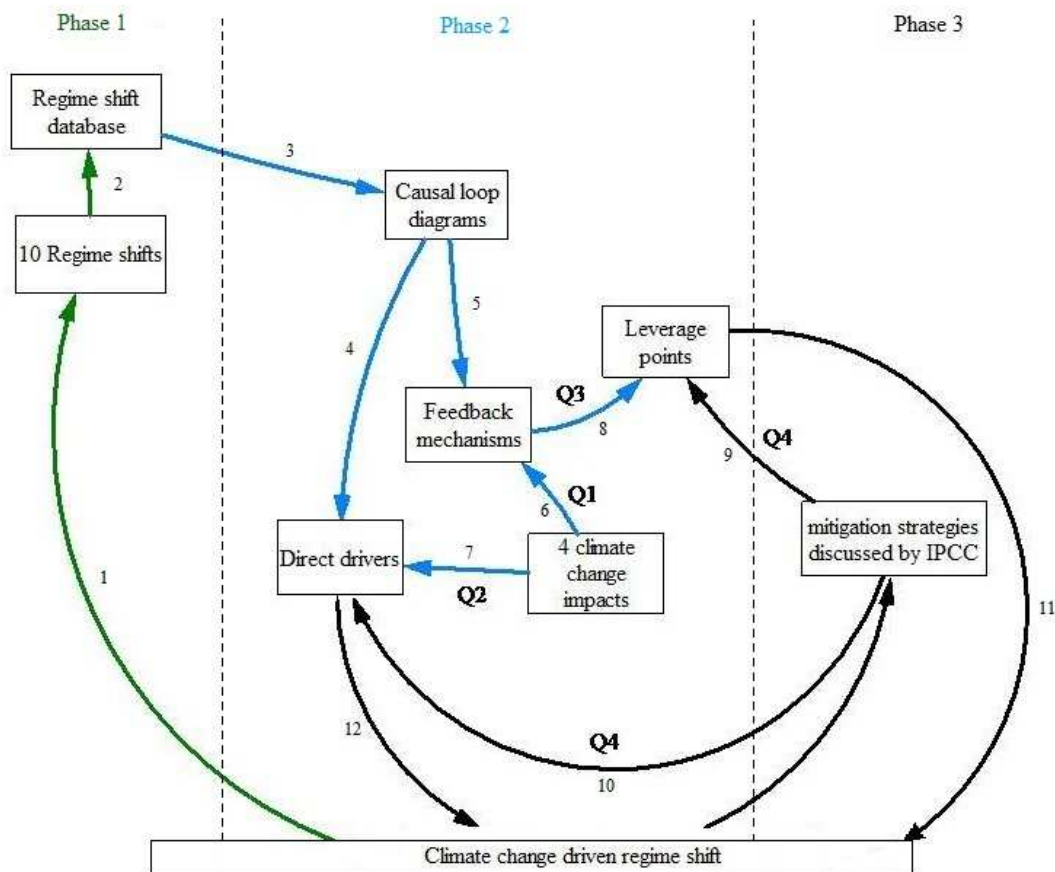 Phase 1
Phase 2
Phase 3
Regime shift
database
3
2
Causal loop
diagrams
10 Regime shifts
5
4
Leverage
points
Q3
Feedback
mechanisms
8
Q4
9
Q1
6
mitigation strategies
discussed by IPCC
7
4 climate
change
impacts
Direct drivers
Q2
1
11
12
Q4
10
Climate change driven regime shift